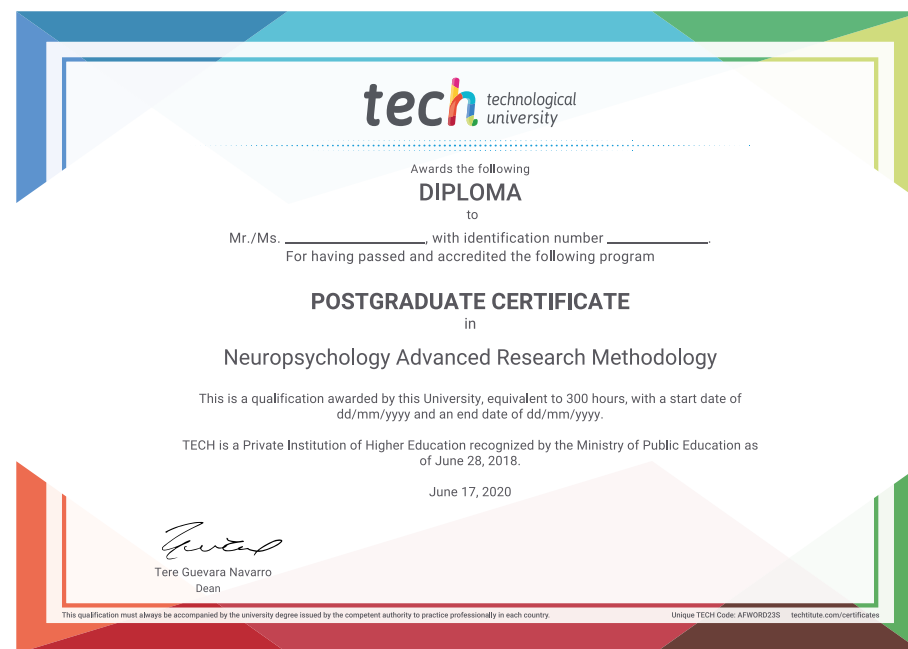 tech technological
university
Awards the following
DIPLOMA
to
Mr./Ms. ____________, with identification number ____________.
For having passed and accredited the following program
POSTGRADUATE CERTIFICATE
in
Neuropsychology Advanced Research Methodology
This is a qualification awarded by this University, equivalent to 300 hours, with a start date of
dd/mm/yyyy and an end date of dd/mm/yyyy.
TECH is a Private Institution of Higher Education recognized by the Ministry of Public Education as
of June 28, 2018.
June 17, 2020
Tere Guevara Navarro
Dean
This qualification must always be accompanied by the university degree issued by the competent authority to practice professionally in each country. Unique TECH Code: AFWORD23S techtitute.com/certificates